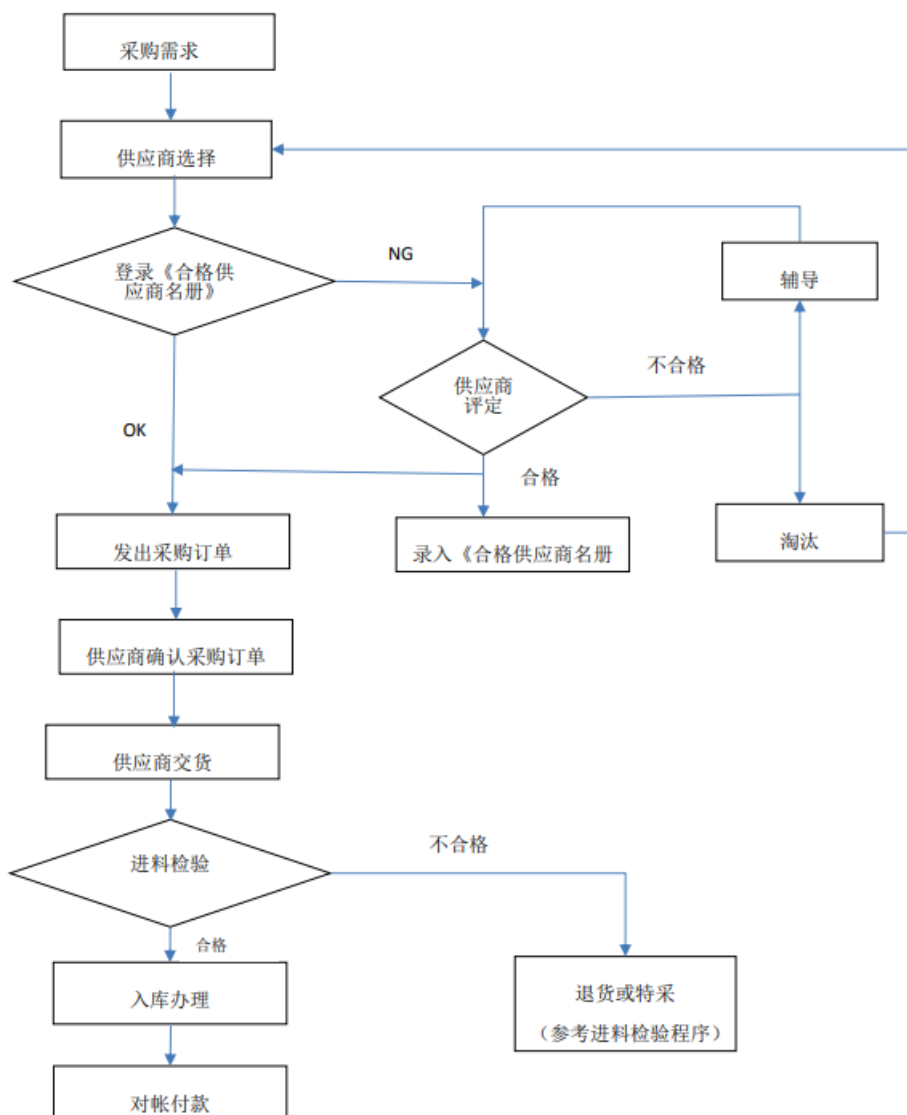 采购需求
供应商选择
登录《合格供
应商名册》
NG
辅导
供应商
评定
不合格
OK
合格
发出采购订单
录入《合格供应商名册
淘汰
供应商确认采购订单
供应商交货
进料检验
不合格
合格
入库办理
退货或特采
（参考进料检验程序）
对帐付款